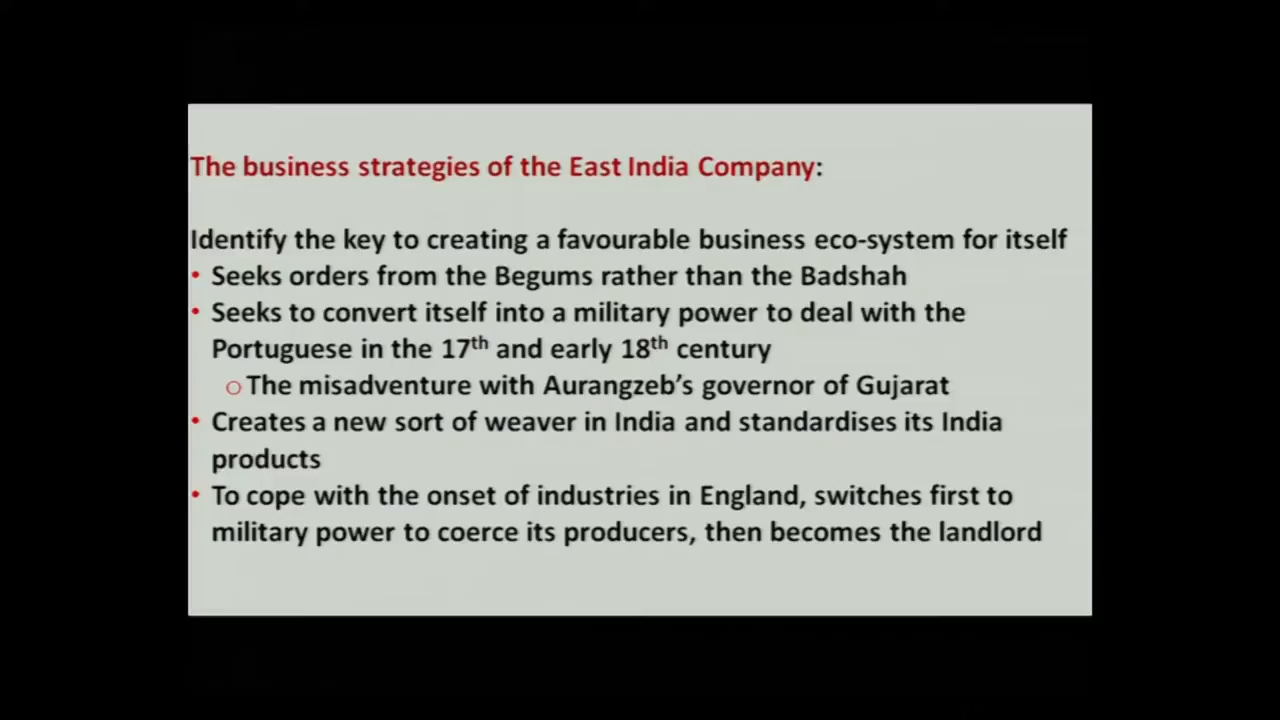 The business strategies of the East India Company:
Identify the key to creating a favourable business eco-system for itself
• Seeks orders from the Begums rather than the Badshah
• Seeks to convert itself into a military power to deal with the
Portuguese in the 17th and early 18th century
o The misadventure with Aurangzeb's governor of Gujarat
• Creates a new sort of weaver in India and standardises its India
products
• To cope with the onset of industries in England, switches first to
military power to coerce its producers, then becomes the landlord